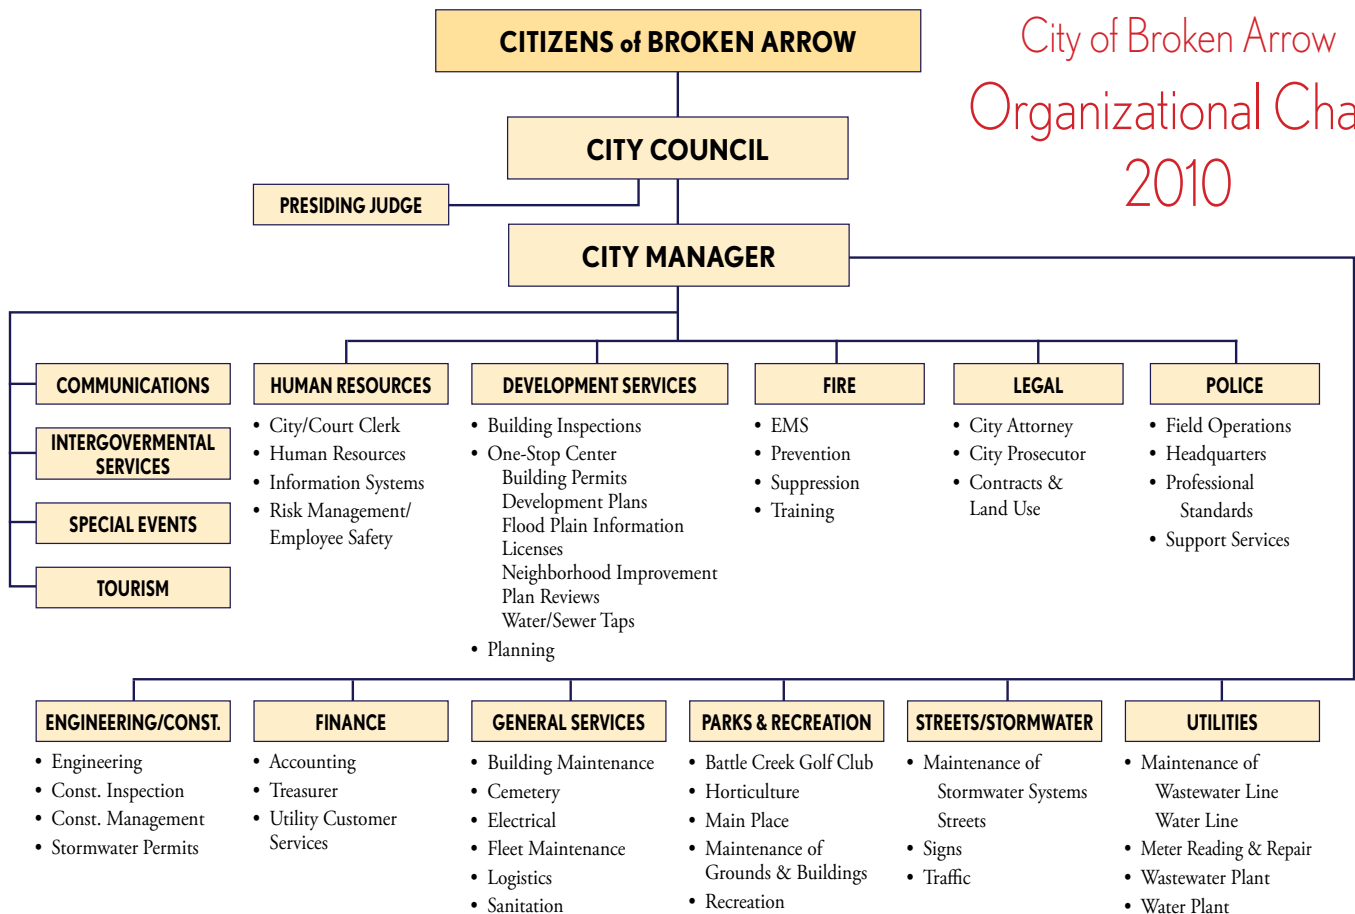 CITIZENS of BROKEN ARROW
City of Broken Arrow
Organizational Cha
2010
CITY COUNCIL
PRESIDING JUDGE
CITY MANAGER
COMMUNICATIONS
INTERGOVERMENTAL
SERVICES
SPECIAL EVENTS
TOURISM
HUMAN RESOURCES
• City/Court Clerk
• Human Resources
• Information Systems
• Risk Management/
Employee Safety
DEVELOPMENT SERVICES
• Building Inspections
• One-Stop Center
Building Permits
Development Plans
Flood Plain Information
Licenses
Neighborhood Improvement
Plan Reviews
Water/Sewer Taps
• Planning
FIRE
• EMS
• Prevention
• Suppression
• Training
LEGAL
• City Attorney
• City Prosecutor
• Contracts &
Land Use
POLICE
• Field Operations
• Headquarters
• Professional
Standards
• Support Services
ENGINEERING/CONST.
• Engineering
• Const. Inspection
• Const. Management
• Stormwater Permits
FINANCE
• Accounting
• Treasurer
• Utility Customer
Services
GENERAL SERVICES
• Building Maintenance
• Cemetery
• Electrical
• Fleet Maintenance
• Logistics
• Sanitation
PARKS & RECREATION
• Battle Creek Golf Club
• Horticulture
• Main Place
• Maintenance of
Grounds & Buildings
• Recreation
STREETS/STORMWATER
• Maintenance of
Stormwater Systems
Streets
• Signs
• Traffic
UTILITIES
• Maintenance of
Wastewater Line
Water Line
• Meter Reading & Repair
• Wastewater Plant
• Water Plant